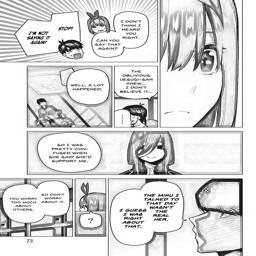 I DON'T
THINK I
HEARD
YOU
RIGHT.
CAN YOU
SAY THAT
AGAIN?
STOP!
I'M NOT
SAYING IT
AGAIN!
THE
OBLIVIOUS
UESUGI-SAN
KNEW...
I DON'T
BELIEVE IT...
WELL, A LOT
HAPPENED.
SO I WAS
PRETTY CON-
FUSED WHEN
SHE SAID SHE'D
SUPPORT ME.
THE MIKU I
TALKED TO
THAT DAY
WASN'T
THE REAL
HER.
I GUESS
I WAS
RIGHT
ABOUT
THAT.
?
SO DON'T
WORRY
ABOUT IT.
YOU WORRY
TOO MUCH
ABOUT
OTHERS.
73